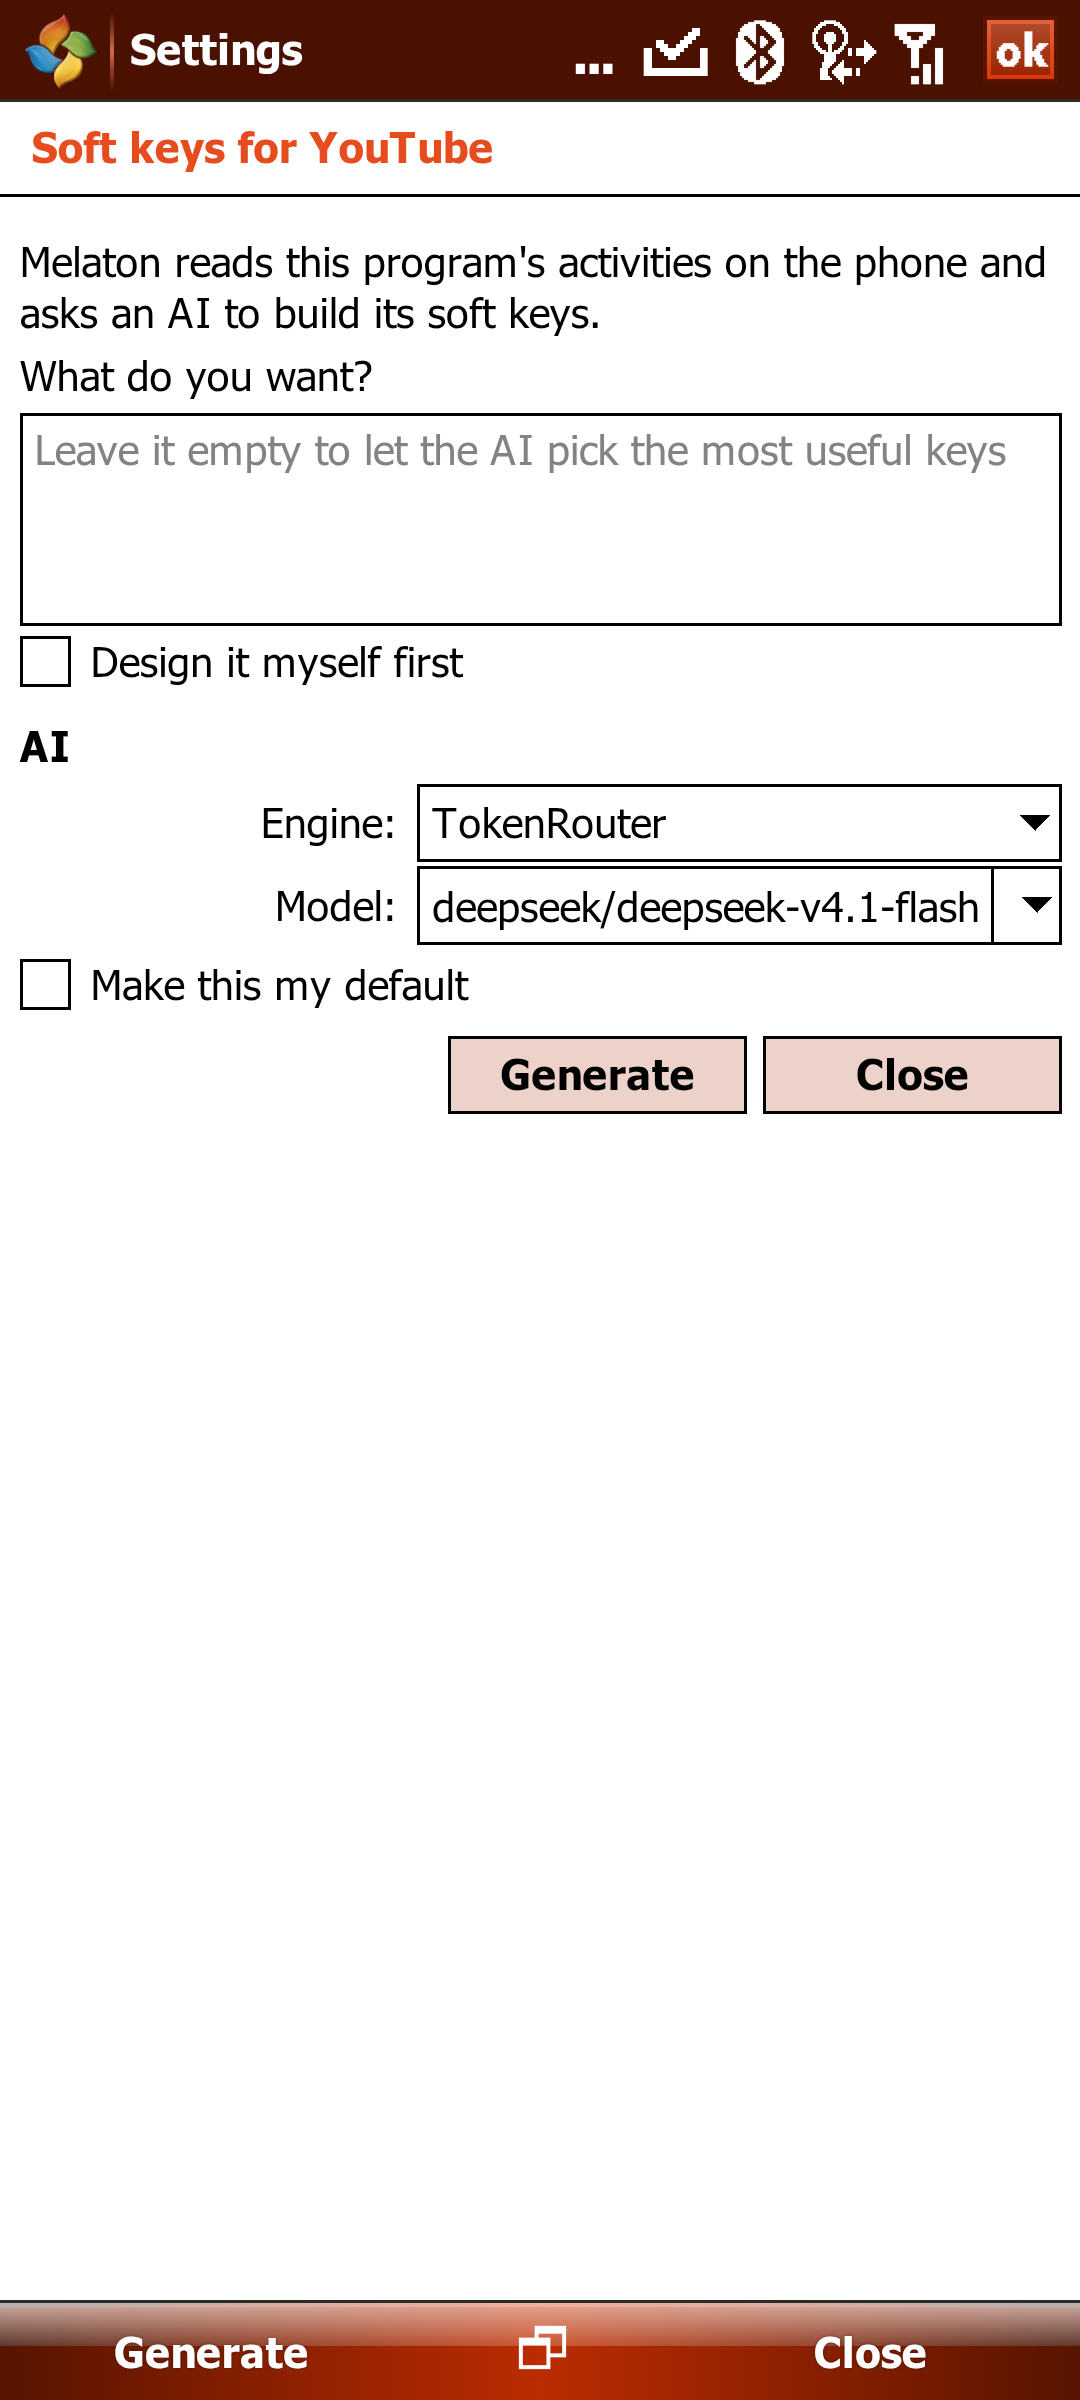 Settings
... ok
Soft keys for YouTube
Melaton reads this program's activities on the phone and
asks an AI to build its soft keys.
What do you want?
Leave it empty to let the AI pick the most useful keys
Design it myself first
AI
Engine: TokenRouter
Model: deepseek/deepseek-v4.1-flash
Make this my default
Generate Close
Generate Close